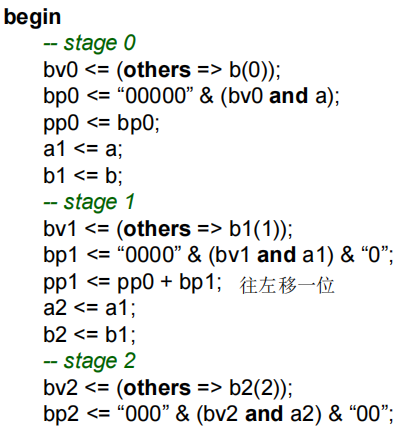 begin
-- stage 0
bv0 <= (others => b(0));
bp0 <= “00000” & (bv0 and a);
pp0 <= bp0;
a1 <= a;
b1 <= b;
-- stage 1
bv1 <= (others => b1(1));
bp1 <= “0000” & (bv1 and a1) & “0”;
pp1 <= pp0 + bp1; 往左移一位
a2 <= a1;
b2 <= b1;
-- stage 2
bv2 <= (others => b2(2));
bp2 <= “000” & (bv2 and a2) & “00”;